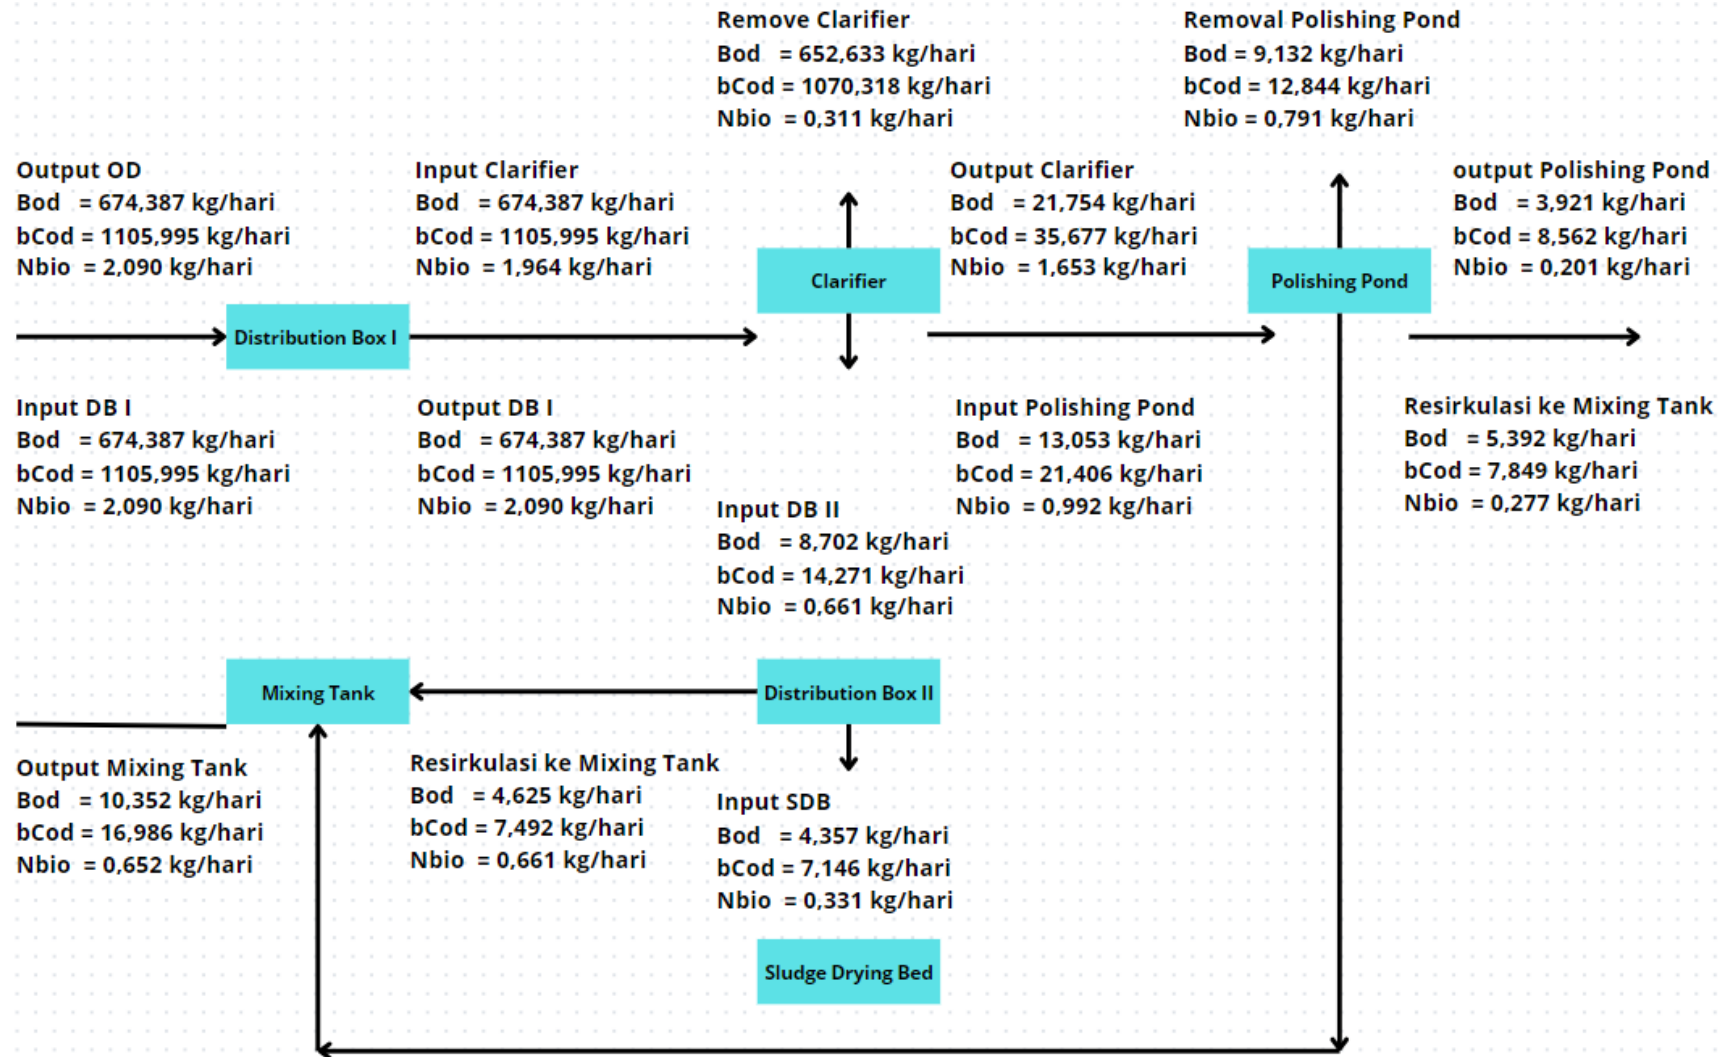 Remove Clarifier
Bod = 652,633 kg/hari
bCod = 1070,318 kg/hari
Nbio = 0,311 kg/hari
Removal Polishing Pond
Bod = 9,132 kg/hari
bCod = 12,844 kg/hari
Nbio = 0,791 kg/hari
Output OD
Bod = 674,387 kg/hari
bCod = 1105,995 kg/hari
Nbio = 2,090 kg/hari
Input Clarifier
Bod = 674,387 kg/hari
bCod = 1105,995 kg/hari
Nbio = 1,964 kg/hari
Output Clarifier
Bod = 21,754 kg/hari
bCod = 35,677 kg/hari
Nbio = 1,653 kg/hari
output Polishing Pond
Bod = 3,921 kg/hari
bCod = 8,562 kg/hari
Nbio = 0,201 kg/hari
Clarifier
Polishing Pond
Distribution Box I
Input DB I
Bod = 674,387 kg/hari
bCod = 1105,995 kg/hari
Nbio = 2,090 kg/hari
Output DB I
Bod = 674,387 kg/hari
bCod = 1105,995 kg/hari
Nbio = 2,090 kg/hari
Input Polishing Pond
Bod = 13,053 kg/hari
bCod = 21,406 kg/hari
Nbio = 0,992 kg/hari
Resirkulasi ke Mixing Tank
Bod = 5,392 kg/hari
bCod = 7,849 kg/hari
Nbio = 0,277 kg/hari
Input DB II
Bod = 8,702 kg/hari
bCod = 14,271 kg/hari
Nbio = 0,661 kg/hari
Mixing Tank
Distribution Box II
Output Mixing Tank
Bod = 10,352 kg/hari
bCod = 16,986 kg/hari
Nbio = 0,652 kg/hari
Resirkulasi ke Mixing Tank
Bod = 4,625 kg/hari
bCod = 7,492 kg/hari
Nbio = 0,661 kg/hari
Input SDB
Bod = 4,357 kg/hari
bCod = 7,146 kg/hari
Nbio = 0,331 kg/hari
Sludge Drying Bed